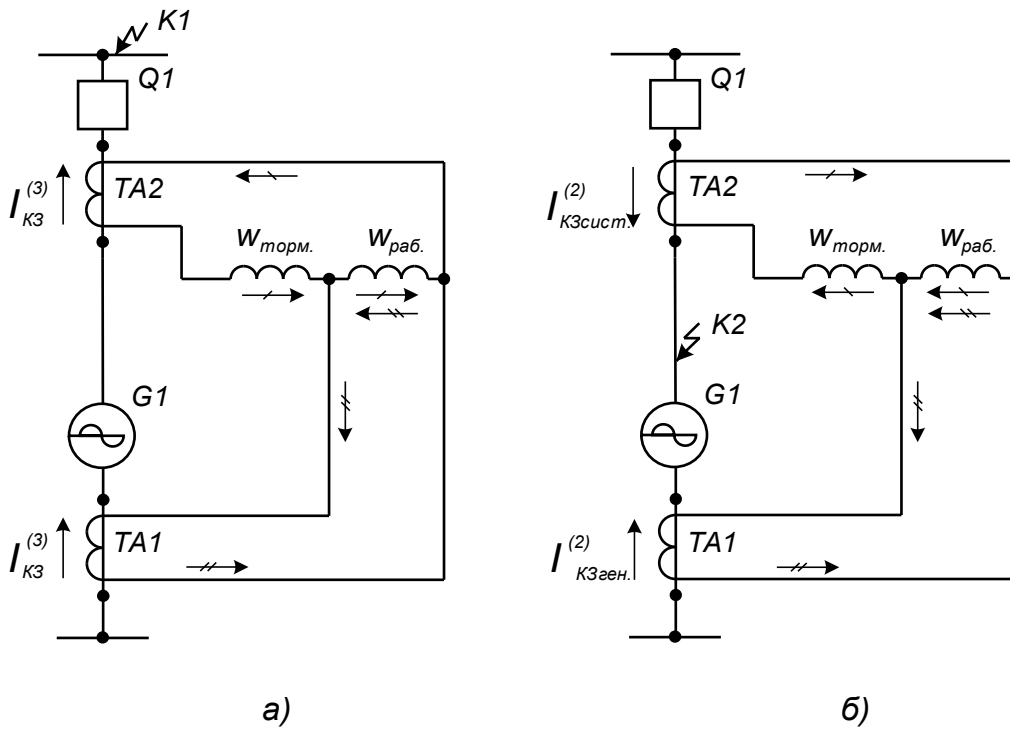 K1
Q1
I КЗ (3)
TA2
wторм.
wраб.
G1
I КЗ (3)
TA1
а)
Q1
I КЗсист. (2)
TA2
wторм.
wраб.
K2
G1
I КЗген. (2)
TA1
б)